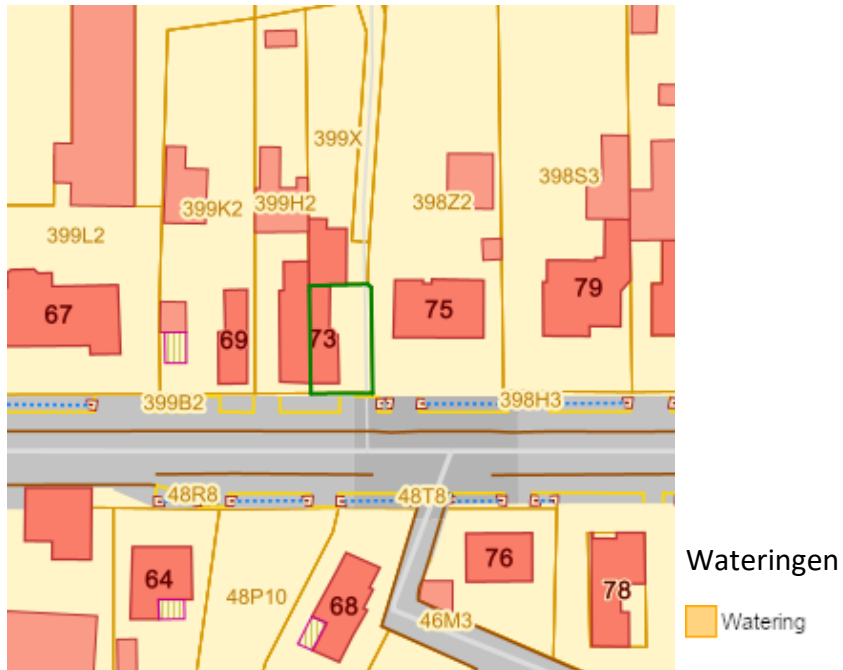 399X
398S3
399K2
399H2
398Z2
399L2
67
69
73
75
79
399B2
398H3
48R8
48T8
64
48P10
68
76
78
46M3
Wateringen
Watering